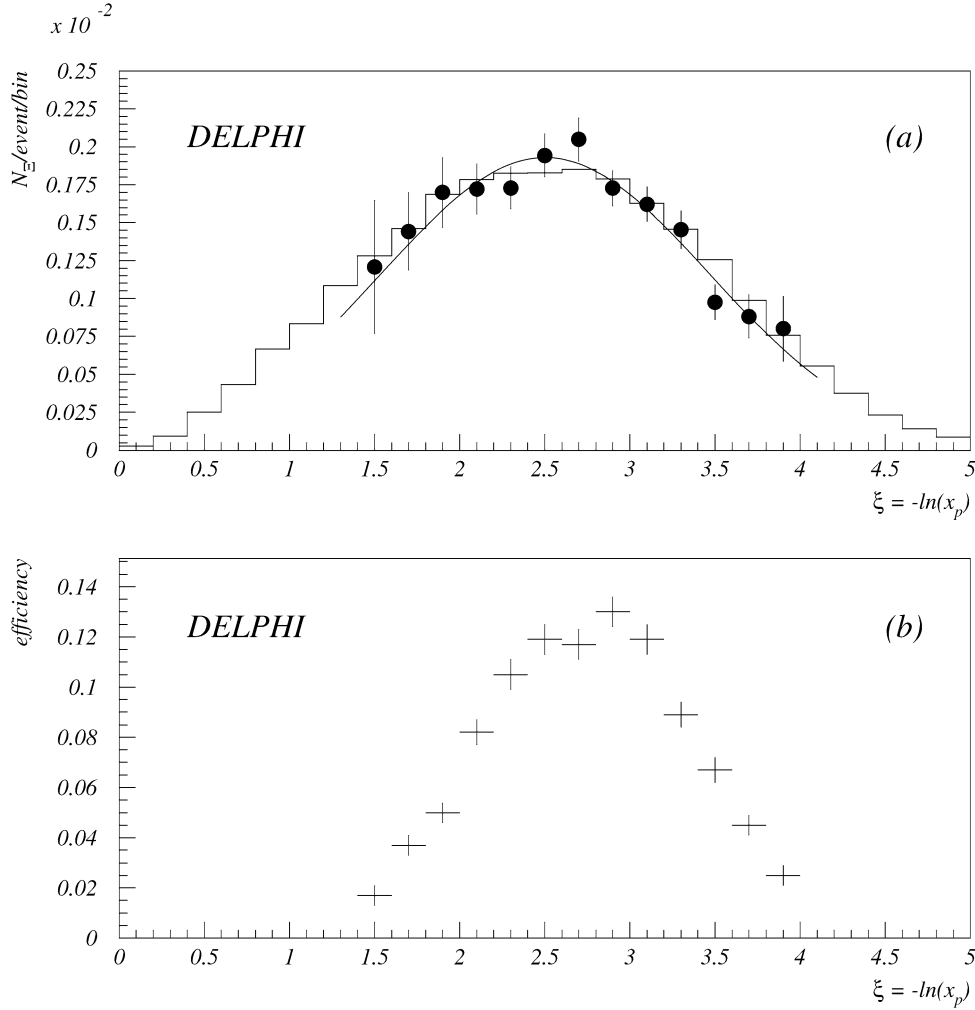 x 10 -2
N_Ξ/event/bin
0.25
0.225
0.2
0.175
0.15
0.125
0.1
0.075
0.05
0.025
0
DELPHI
(a)
0 0.5 1 1.5 2 2.5 3 3.5 4 4.5 5
ξ = -ln(x_p)
efficiency
0.14
0.12
0.1
0.08
0.06
0.04
0.02
0
DELPHI
(b)
0 0.5 1 1.5 2 2.5 3 3.5 4 4.5 5
ξ = -ln(x_p)